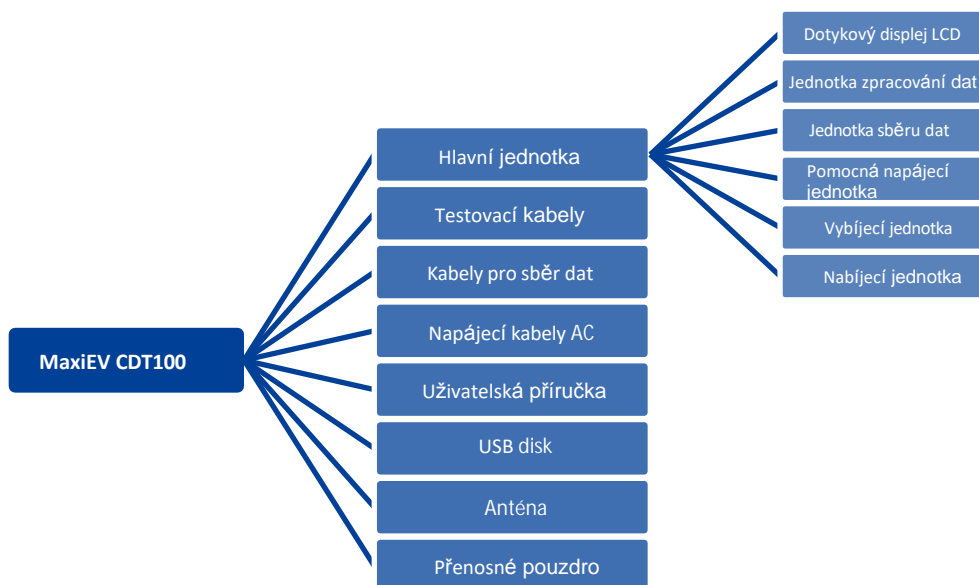 MaxiEV CDT100
Hlavní jednotka
Testovací kabely
Kabely pro sběr dat
Napájecí kabely AC
Uživatelská příručka
USB disk
Anténa
Přenosné pouzdro
Dotykový displej LCD
Jednotka zpracování dat
Jednotka sběru dat
Pomocná napájecí
jednotka
Vybíjecí jednotka
Nabíjecí jednotka